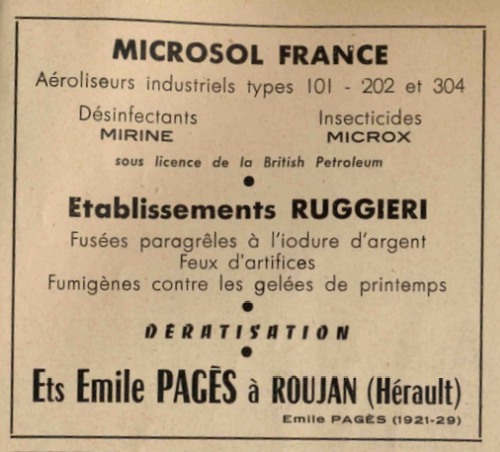 MICROSOL FRANCE
Aéroliseurs industriels types 101 - 202 et 304
Désinfectants Insecticides
MIRINE MICROX
sous licence de la British Petroleum
•
Etablissements RUGGIERI
Fusées paragrêles à l'iodure d'argent
Feux d'artifices
Fumigènes contre les gelées de printemps
•
DERATISATION
•
Ets Emile PAGÈS à ROUJAN (Hérault)
Emile PAGÈS (1921-29)